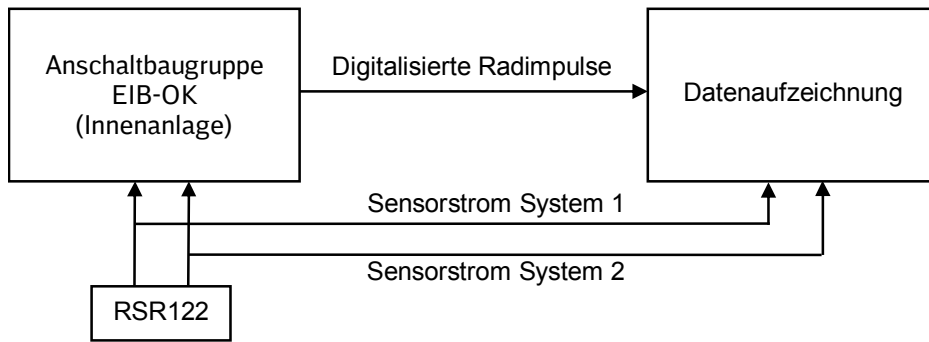 Anschaltbaugruppe
EIB-OK
(Innenanlage)
Digitalisierte Radimpulse
Datenaufzeichnung
Sensorstrom System 1
Sensorstrom System 2
RSR122